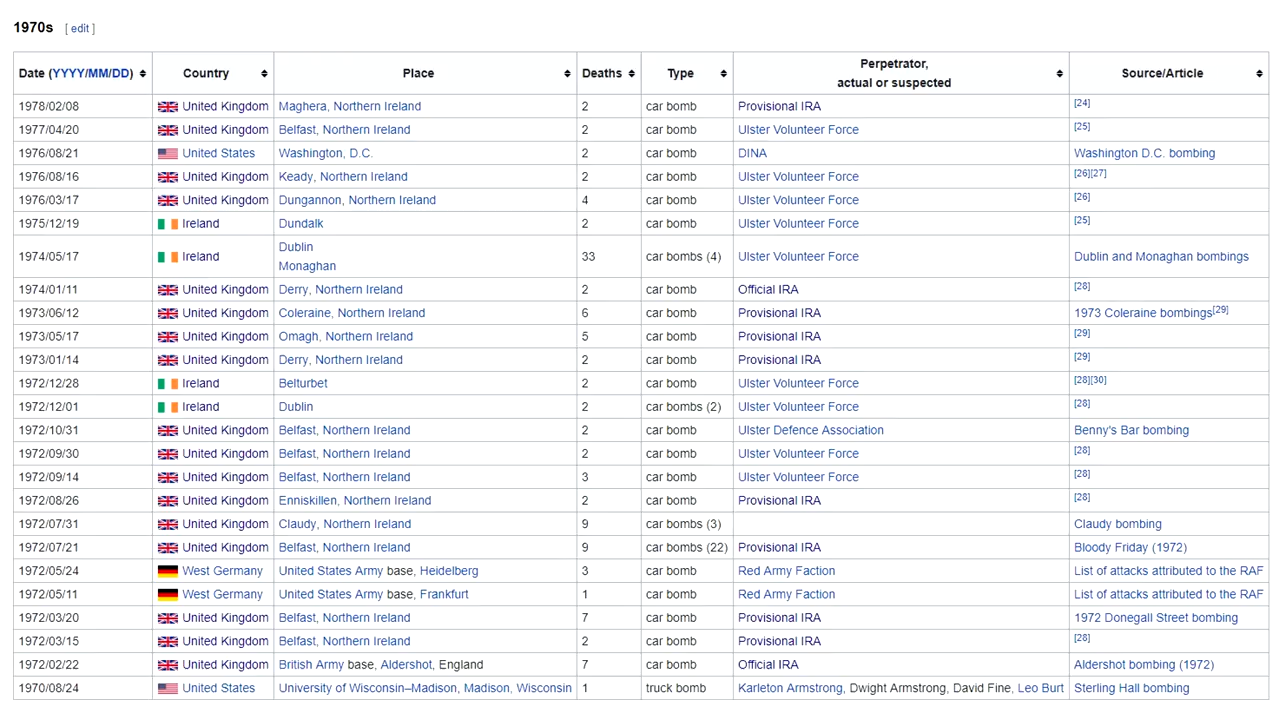 1970s [ edit ]
Date (YYYY/MM/DD) Country Place Deaths Type Perpetrator, actual or suspected Source/Article
1978/02/08 United Kingdom Maghera, Northern Ireland 2 car bomb Provisional IRA [24]
1977/04/20 United Kingdom Belfast, Northern Ireland 2 car bomb Ulster Volunteer Force [25]
1976/08/21 United States Washington, D.C. 2 car bomb DINA Washington D.C. bombing
1976/08/16 United Kingdom Keady, Northern Ireland 2 car bomb Ulster Volunteer Force [26][27]
1976/03/17 United Kingdom Dungannon, Northern Ireland 4 car bomb Ulster Volunteer Force [26]
1975/12/19 Ireland Dundalk 2 car bomb Ulster Volunteer Force [25]
1974/05/17 Ireland Dublin Monaghan 33 car bombs (4) Ulster Volunteer Force Dublin and Monaghan bombings
1974/01/11 United Kingdom Derry, Northern Ireland 2 car bomb Official IRA [28]
1973/06/12 United Kingdom Coleraine, Northern Ireland 6 car bomb Provisional IRA 1973 Coleraine bombings[29]
1973/05/17 United Kingdom Omagh, Northern Ireland 5 car bomb Provisional IRA [29]
1973/01/14 United Kingdom Derry, Northern Ireland 2 car bomb Provisional IRA [29]
1972/12/28 Ireland Belturbet 2 car bomb Ulster Volunteer Force [28][30]
1972/12/01 Ireland Dublin 2 car bombs (2) Ulster Volunteer Force [28]
1972/10/31 United Kingdom Belfast, Northern Ireland 2 car bomb Ulster Defence Association Benny's Bar bombing
1972/09/30 United Kingdom Belfast, Northern Ireland 2 car bomb Ulster Volunteer Force [28]
1972/09/14 United Kingdom Belfast, Northern Ireland 3 car bomb Ulster Volunteer Force [28]
1972/08/26 United Kingdom Enniskillen, Northern Ireland 2 car bomb Provisional IRA [28]
1972/07/31 United Kingdom Claudy, Northern Ireland 9 car bombs (3) Claudy bombing
1972/07/21 United Kingdom Belfast, Northern Ireland 9 car bombs (22) Provisional IRA Bloody Friday (1972)
1972/05/24 West Germany United States Army base, Heidelberg 3 car bomb Red Army Faction List of attacks attributed to the RAF
1972/05/11 West Germany United States Army base, Frankfurt 1 car bomb Red Army Faction List of attacks attributed to the RAF
1972/03/20 United Kingdom Belfast, Northern Ireland 7 car bomb Provisional IRA 1972 Donegall Street bombing
1972/03/15 United Kingdom Belfast, Northern Ireland 2 car bomb Provisional IRA [28]
1972/02/22 United Kingdom British Army base, Aldershot, England 7 car bomb Official IRA Aldershot bombing (1972)
1970/08/24 United States University of Wisconsin–Madison, Madison, Wisconsin 1 truck bomb Karleton Armstrong, Dwight Armstrong, David Fine, Leo Burt Sterling Hall bombing